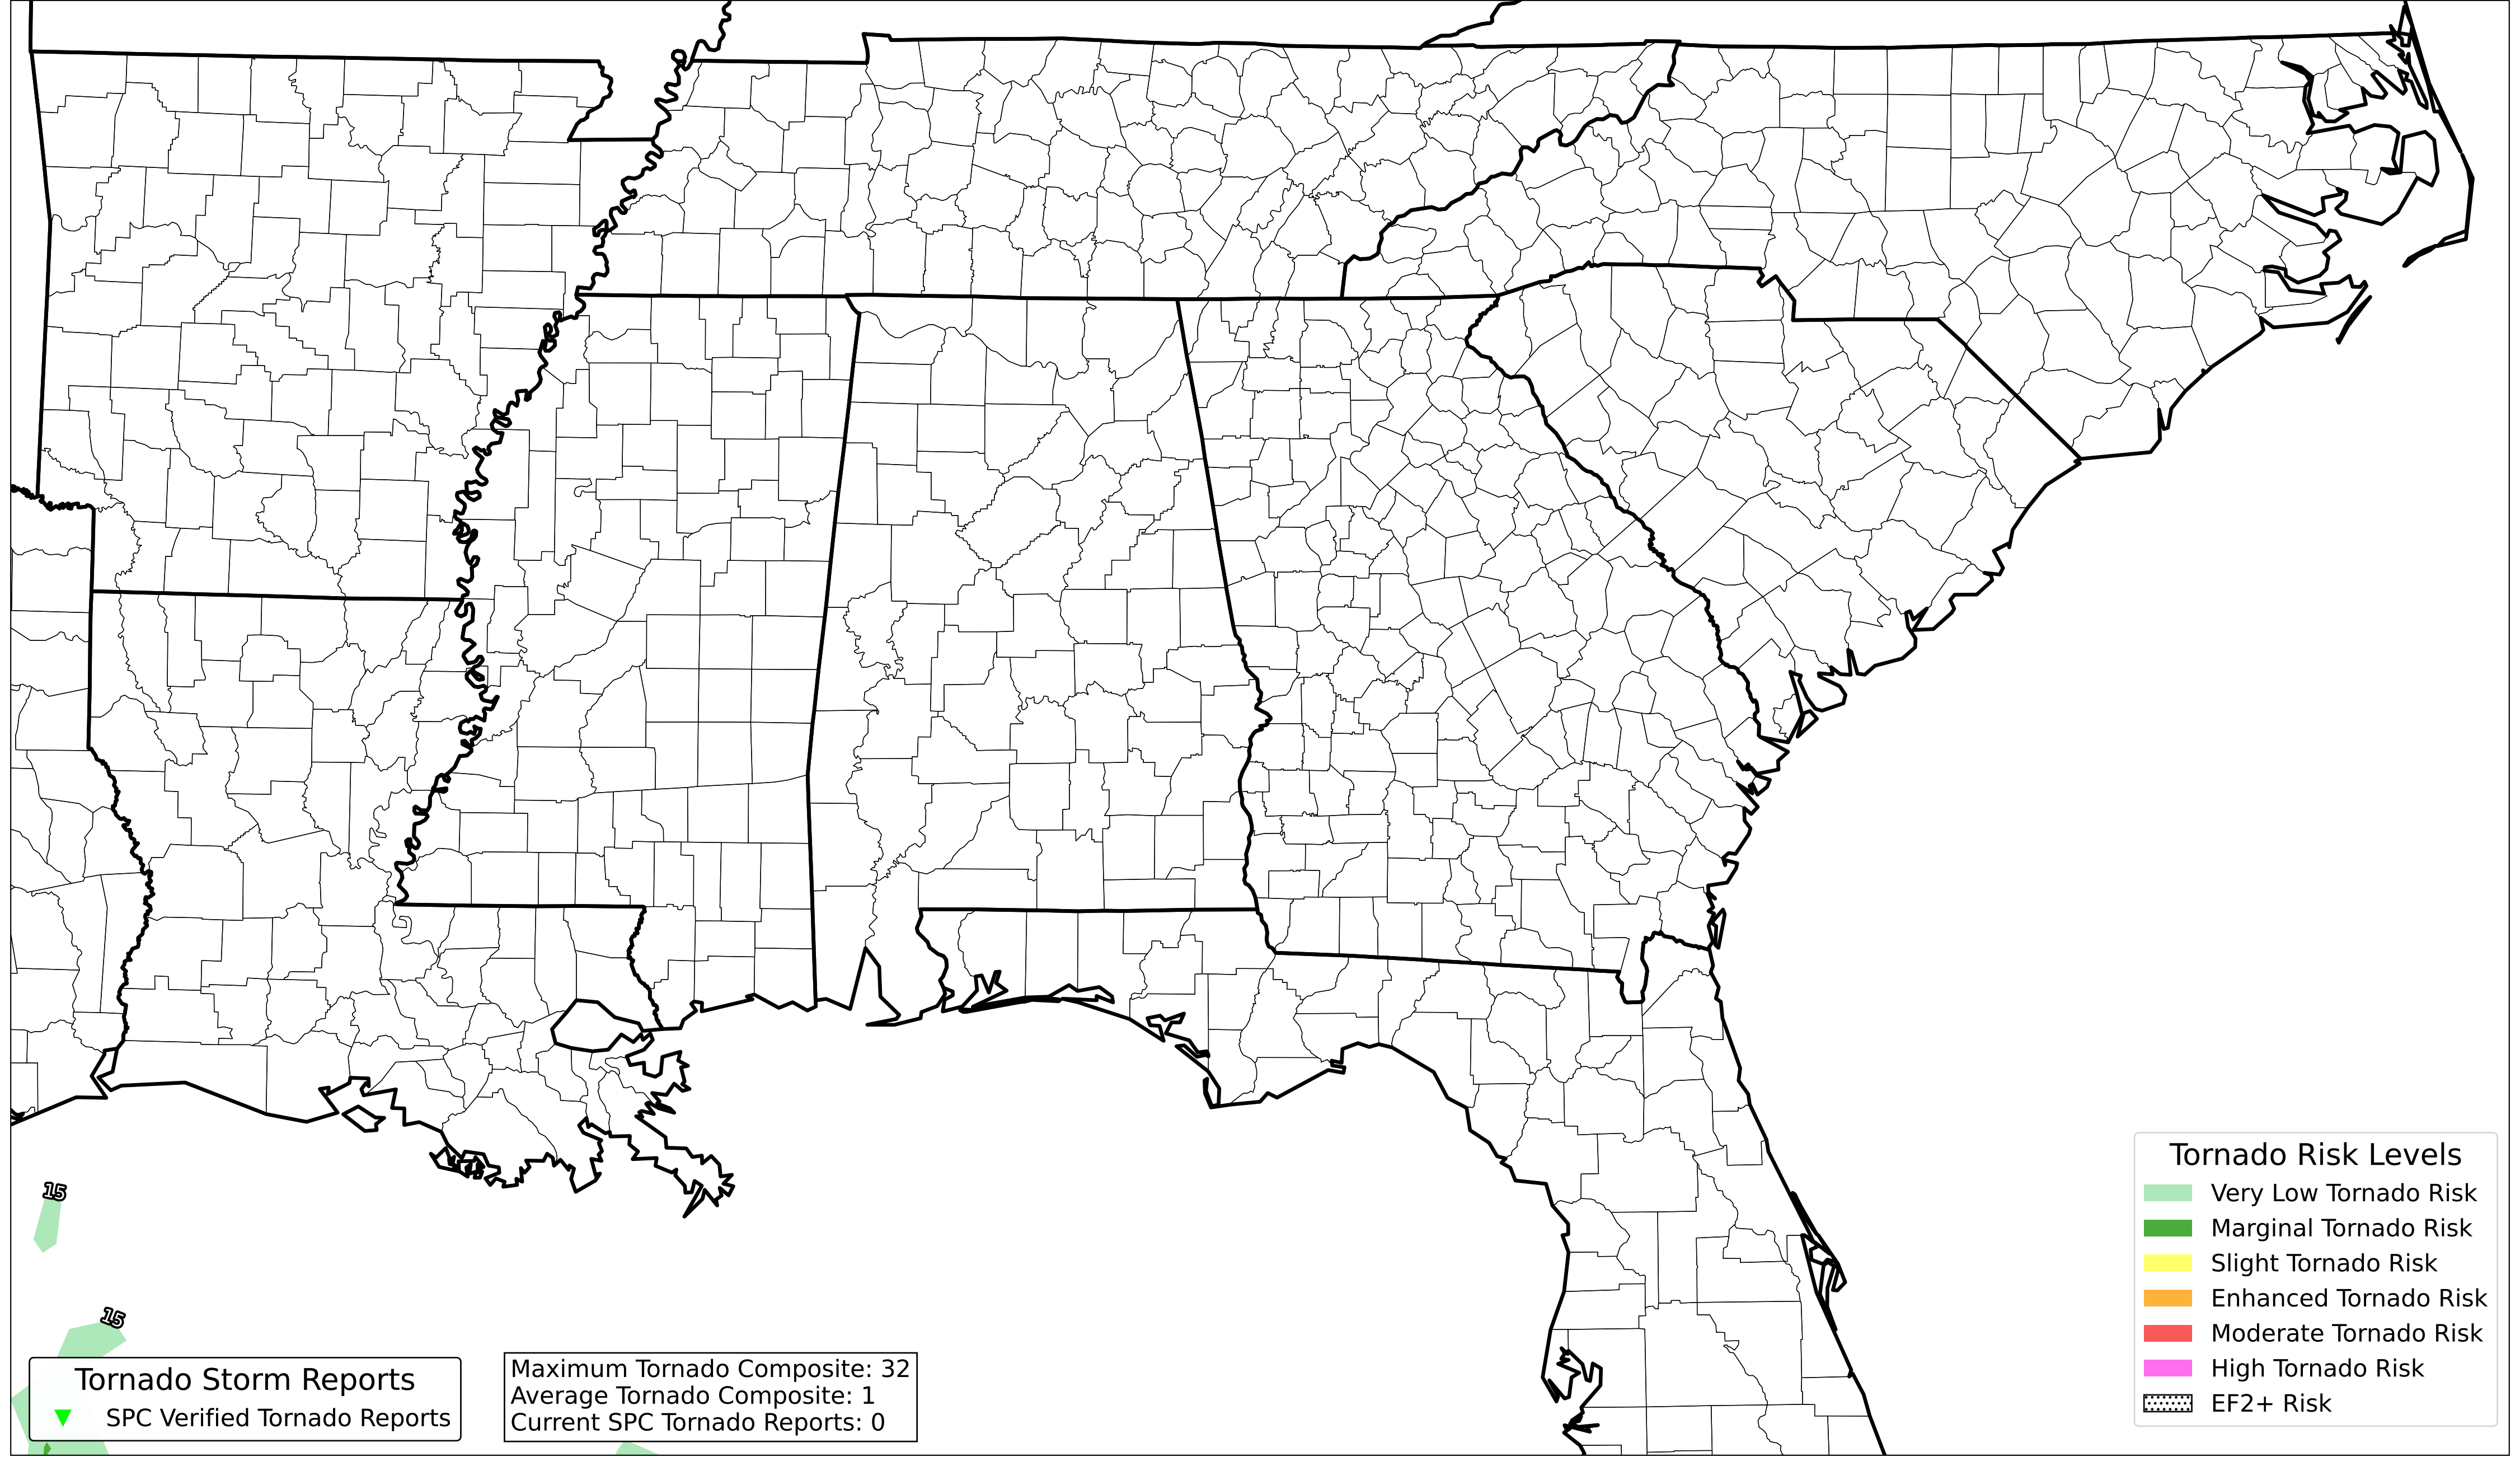 15
15
Tornado Storm Reports
SPC Verified Tornado Reports
Maximum Tornado Composite: 32
Average Tornado Composite: 1
Current SPC Tornado Reports: 0
Tornado Risk Levels
Very Low Tornado Risk
Marginal Tornado Risk
Slight Tornado Risk
Enhanced Tornado Risk
Moderate Tornado Risk
High Tornado Risk
EF2+ Risk